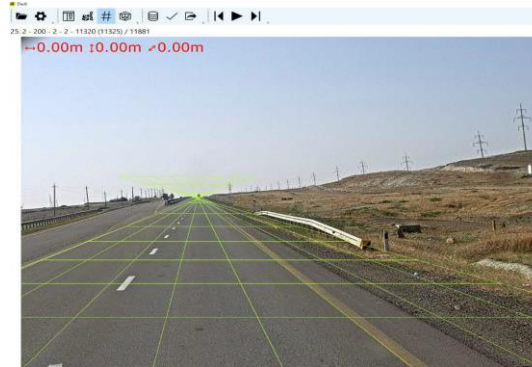 25: 2 - 200 - 2 - 2 - 11320 (11325) / 11881
↔0.00m ↕0.00m ⤢0.00m